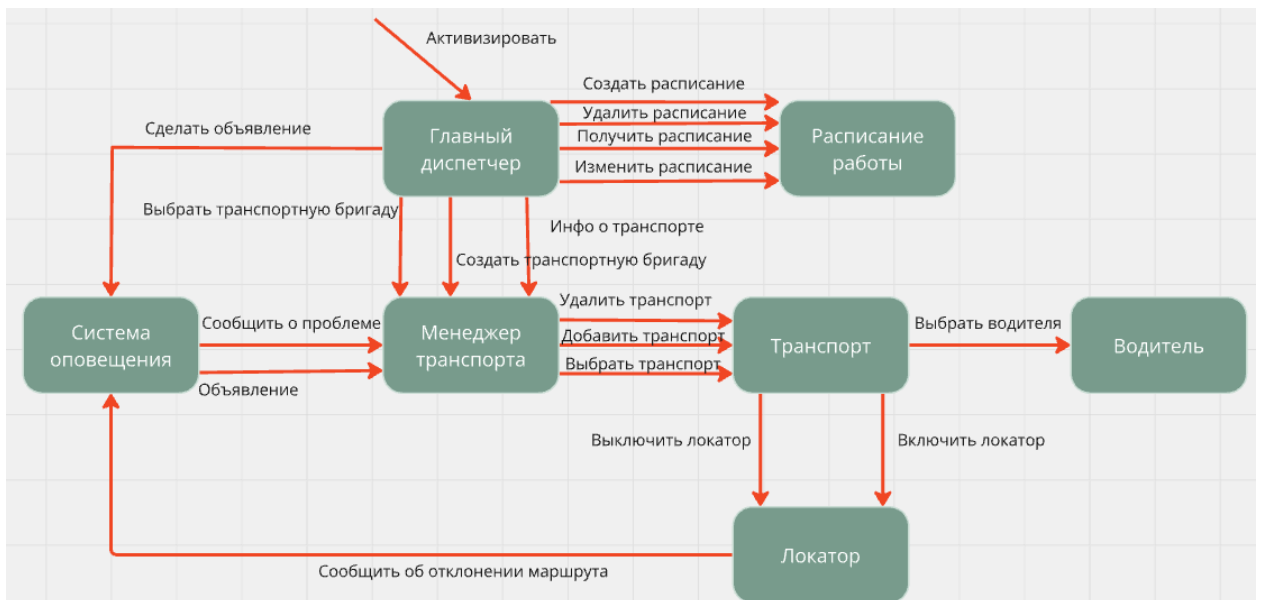 Активизировать
Создать расписание
Удалить расписание
Получить расписание
Изменить расписание
Сделать объявление
Главный
диспетчер
Расписание
работы
Выбрать транспортную бригаду
Инфо о транспорте
Создать транспортную бригаду
Система
оповещения
Сообщить о проблеме
Объявление
Менеджер
транспорта
Удалить транспорт
Добавить транспорт
Выбрать транспорт
Транспорт
Выбрать водителя
Водитель
Выключить локатор
Включить локатор
Локатор
Сообщить об отклонении маршрута